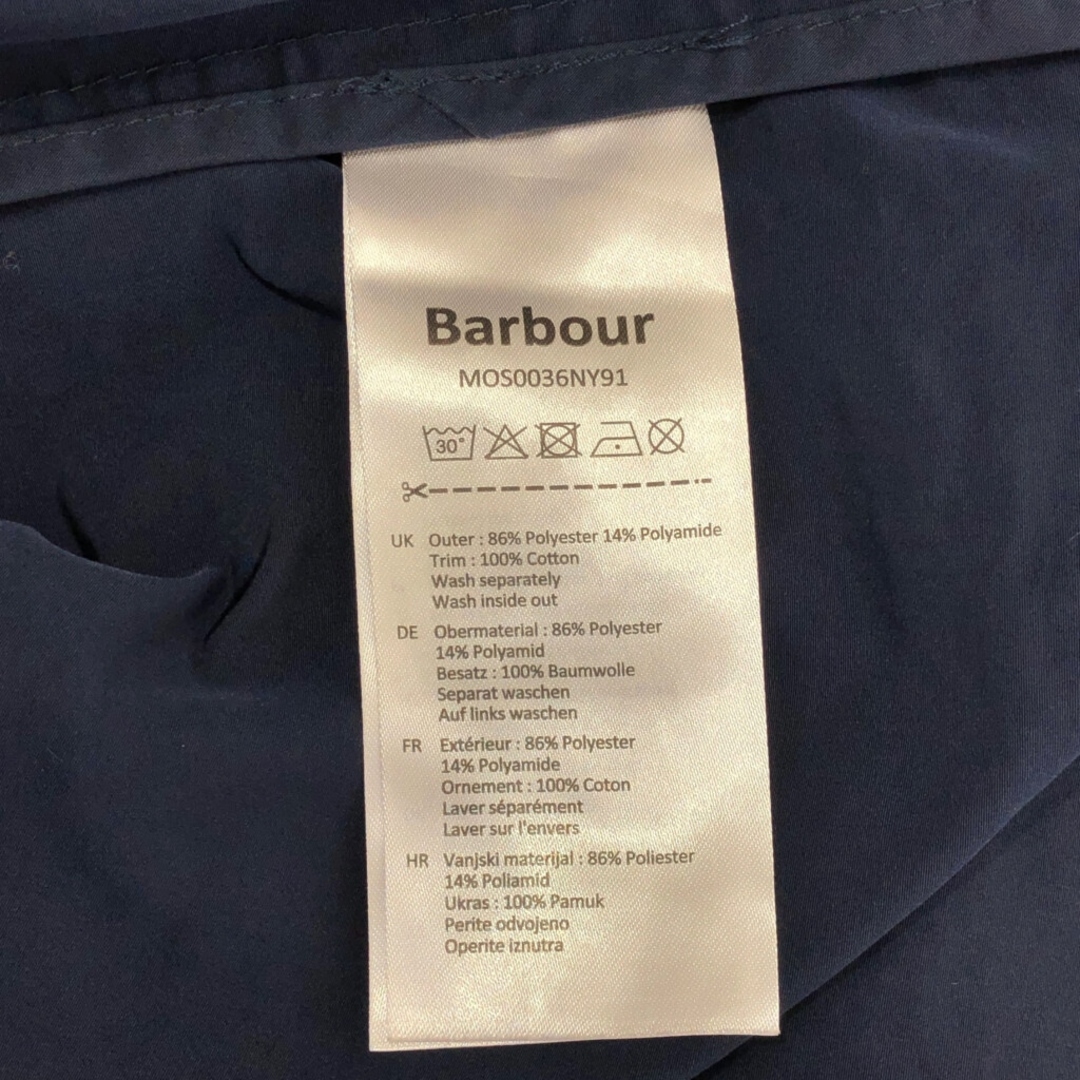 Barbour
MOS0036NY91
30°
UK Outer : 86% Polyester 14% Polyamide
Trim : 100% Cotton
Wash separately
Wash inside out
DE Obermaterial : 86% Polyester
14% Polyamid
Besatz : 100% Baumwolle
Separat waschen
Auf links waschen
FR Extérieur : 86% Polyester
14% Polyamide
Ornement : 100% Coton
Laver séparément
Laver sur l'envers
HR Vanjski materijal : 86% Poliester
14% Poliamid
Ukras : 100% Pamuk
Perite odvojeno
Operite iznutra